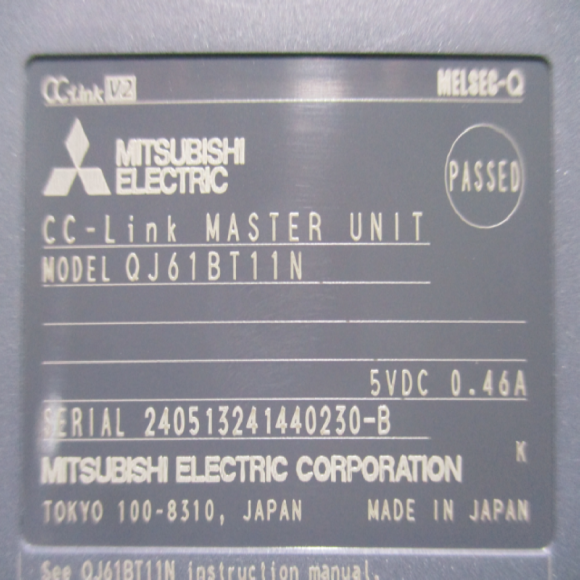 CC-Link V2 MELSEC-Q
MITSUBISHI
ELECTRIC
PASSED
CC-Link MASTER UNIT
MODEL QJ61BT11N
5VDC 0.46A
SERIAL 240513241440230-B
K
MITSUBISHI ELECTRIC CORPORATION
TOKYO 100-8310, JAPAN MADE IN JAPAN
See QJ61BT11N instruction manual.